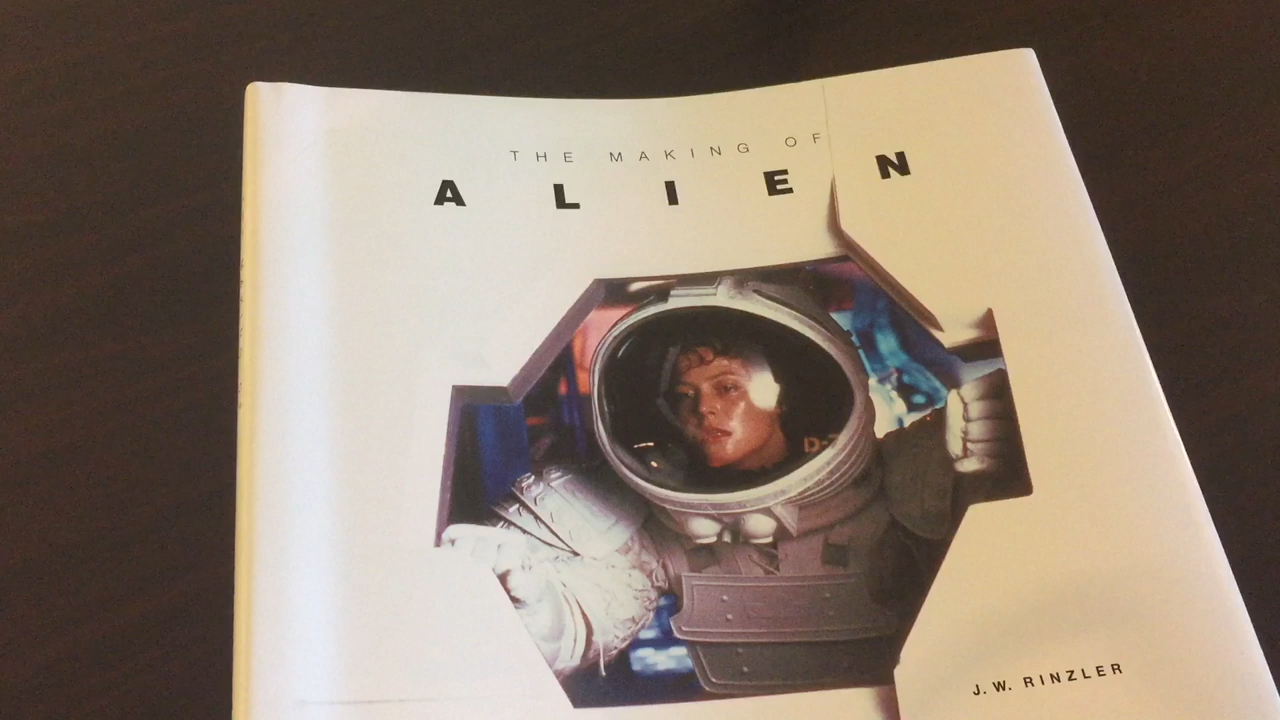 THE MAKING OF
ALIEN
J. W. RINZLER